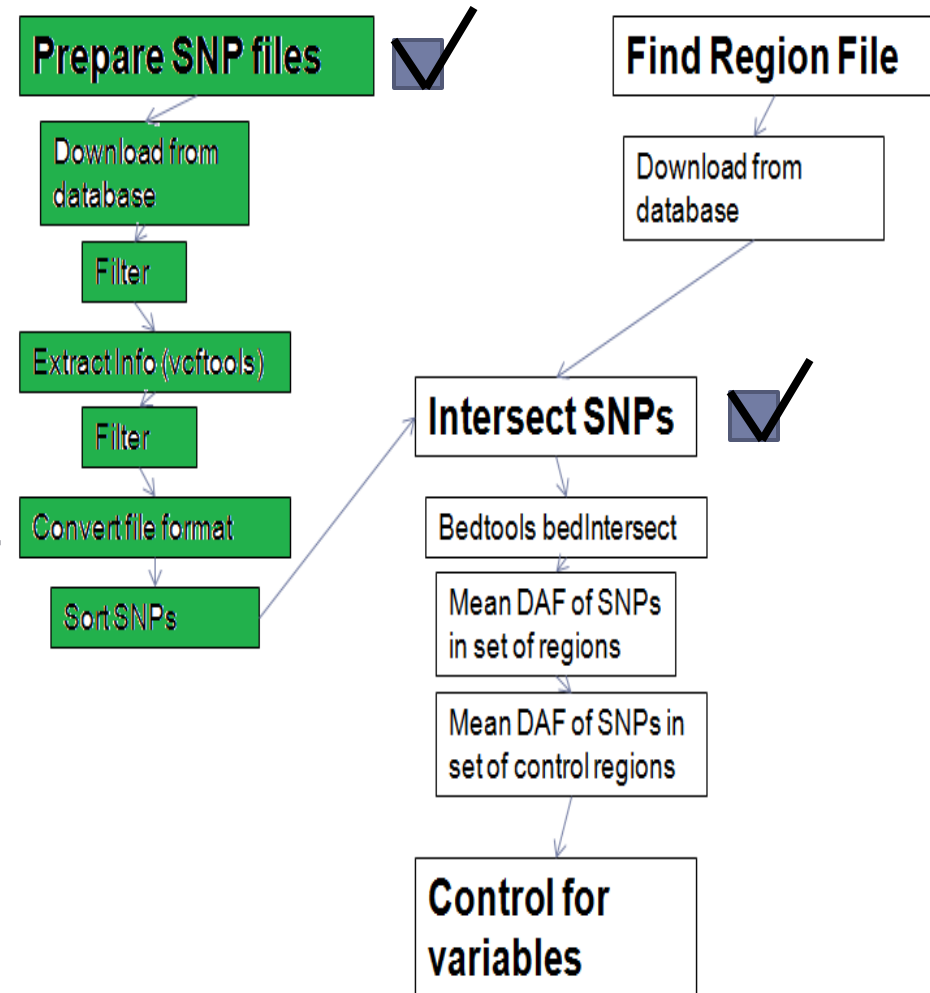 Prepare SNP files
Download from
database
Filter
Extract Info (vcftools)
Filter
Convert file format
Sort SNPs
Find Region File
Download from
database
Intersect SNPs
Bedtools bedIntersect
Mean DAF of SNPs
in set of regions
Mean DAF of SNPs in
set of control regions
Control for
variables